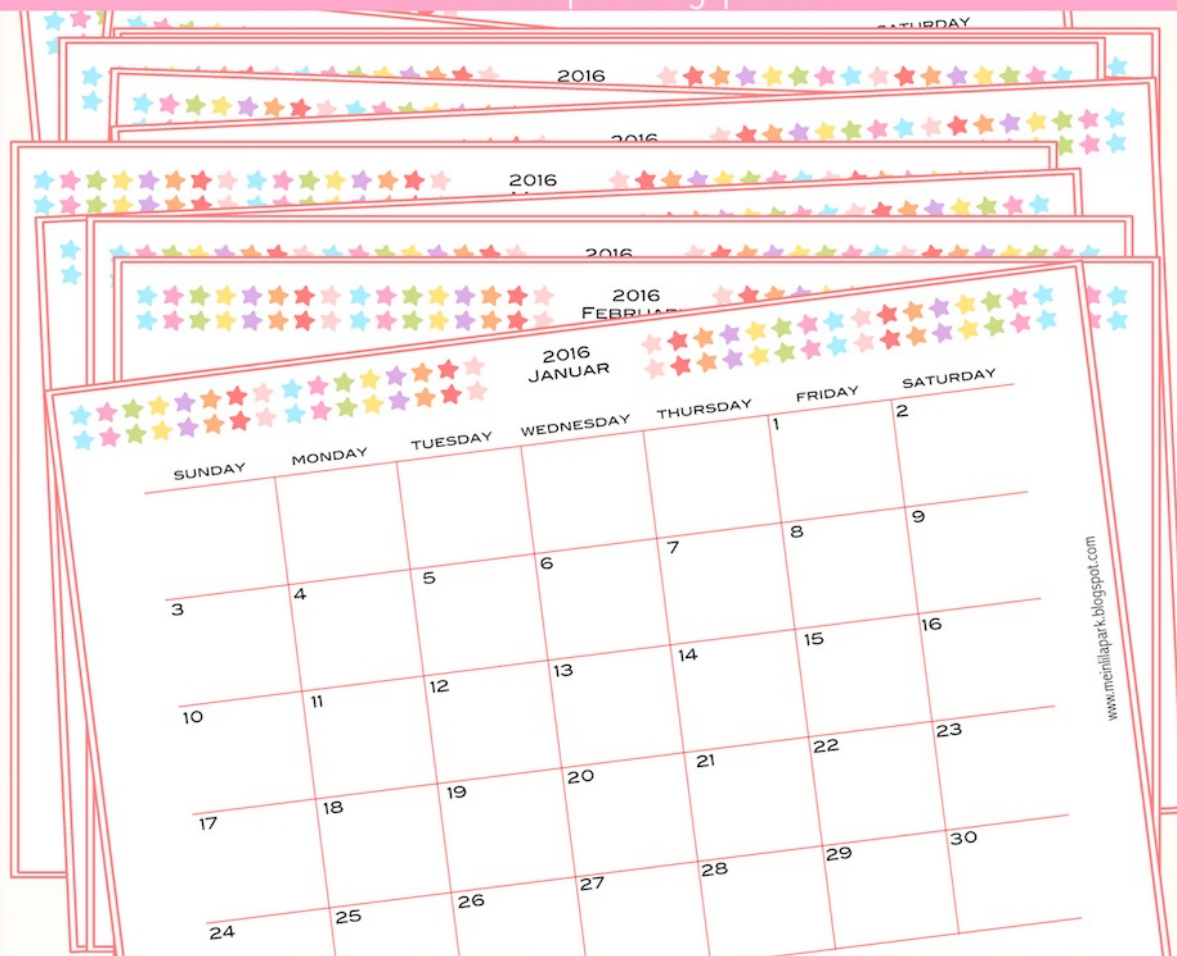 SATURDAY
2016
2016
2016
2016
2016
2016
JANUAR
SUNDAY MONDAY TUESDAY WEDNESDAY THURSDAY FRIDAY SATURDAY
1 2
3 4 5 6 7 8 9
10 11 12 13 14 15 16
17 18 19 20 21 22 23
24 25 26 27 28 29 30
www.meinlilapark.blogspot.com